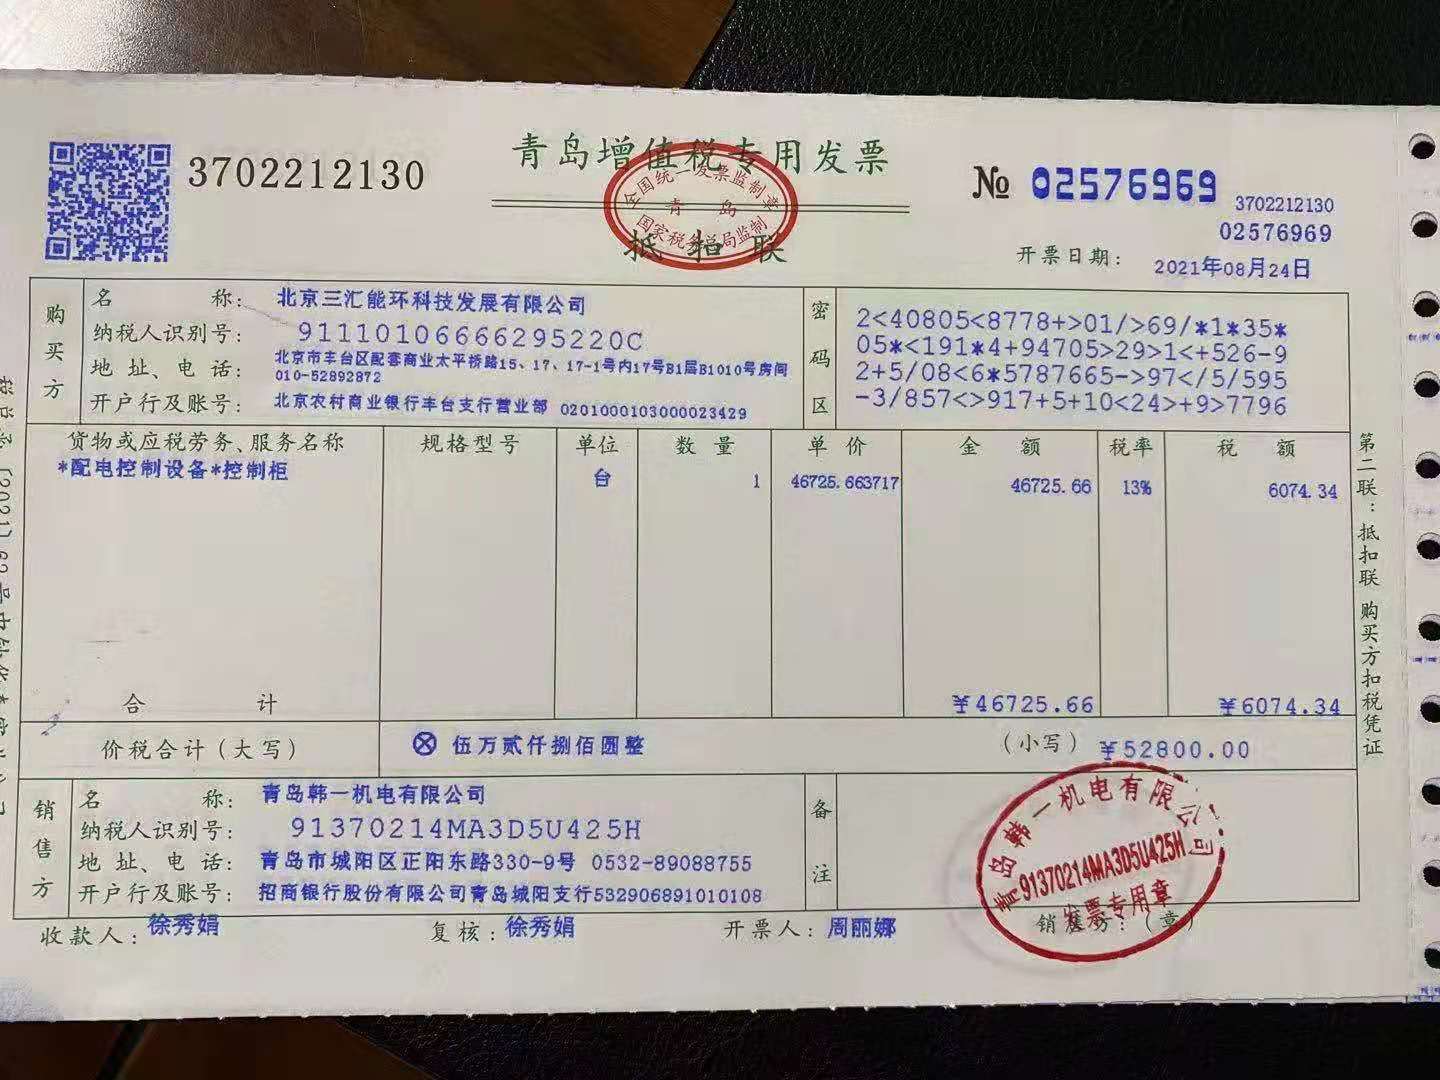 青岛增值税专用发票
3702212130
№ 02576969
3702212130
02576969
全国统一发票监制章
青岛
国家税务总局监制
抵扣联
开票日期: 2021年08月24日
购买方
名称: 北京三汇能环科技发展有限公司
纳税人识别号: 91110106666295220C
地址、电话: 北京市丰台区配套商业太平桥路15、17、17-1号内17号B1层B1010号房间
010-52892872
开户行及账号: 北京农村商业银行丰台支行营业部 0201000103000023429
密码区
2<40805<8778+>01/>69/*1*35*
05*<191*4+94705>29>1<+526-9
2+5/08<6*5787665->97</5/595
-3/857<>917+5+10<24>+9>7796
货物或应税劳务、服务名称 规格型号 单位 数量 单价 金额 税率 税额
*配电控制设备*控制柜 台 1 46725.663717 46725.66 13% 6074.34
合计 ¥46725.66 ¥6074.34
价税合计(大写) ⊗伍万贰仟捌佰圆整 (小写) ¥52800.00
销售方
名称: 青岛韩一机电有限公司
纳税人识别号: 91370214MA3D5U425H
地址、电话: 青岛市城阳区正阳东路330-9号 0532-89088755
开户行及账号: 招商银行股份有限公司青岛城阳支行532906891010108
备注
收款人: 徐秀娟 复核: 徐秀娟 开票人: 周丽娜 销售方:(章)
青岛韩一机电有限公司
91370214MA3D5U425H
发票专用章
第二联:抵扣联 购买方扣税凭证